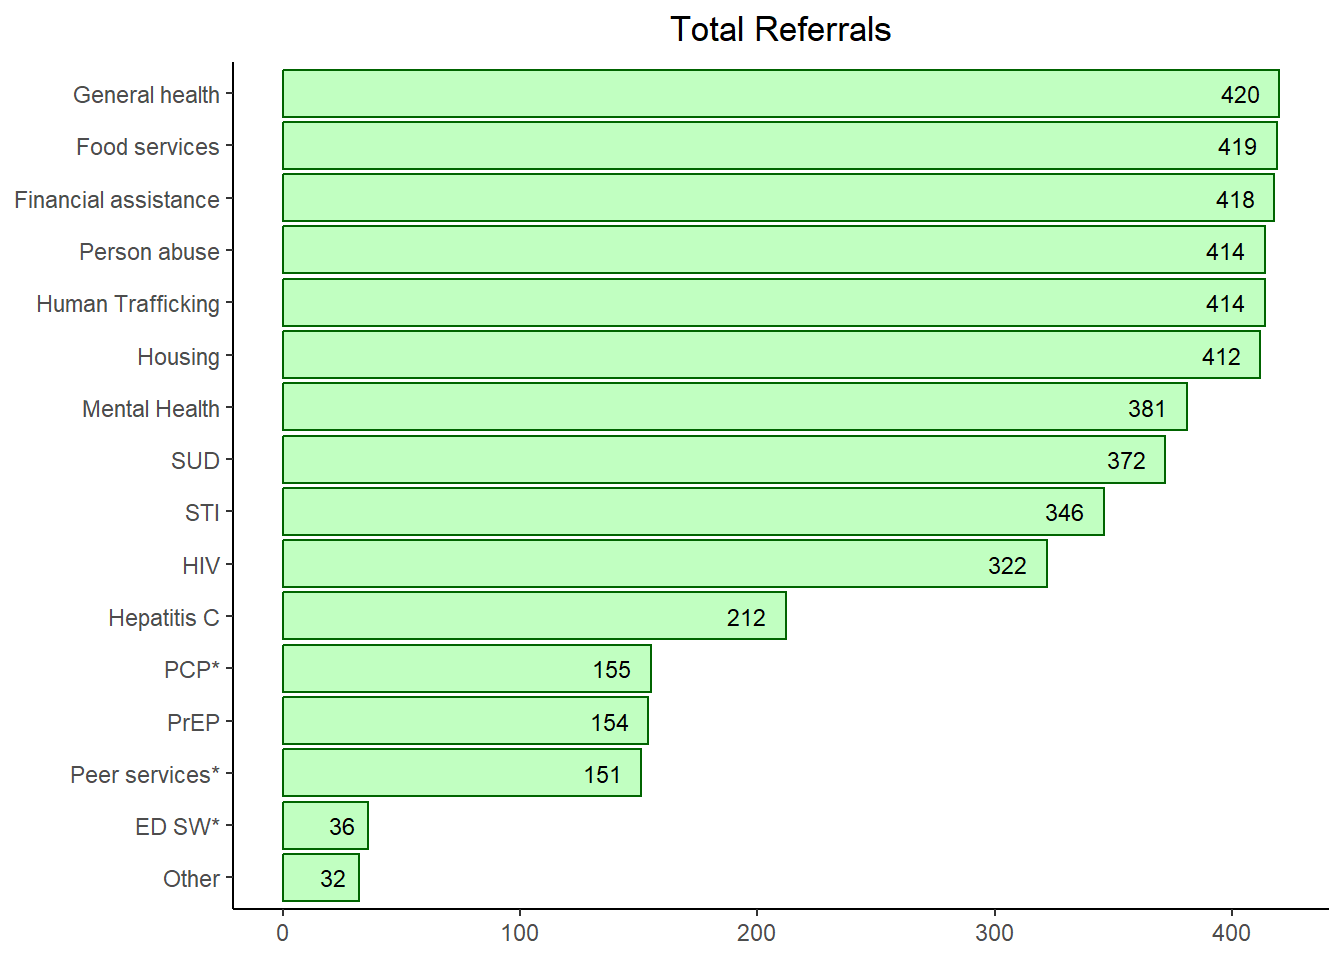 Total Referrals
General health 420
Food services 419
Financial assistance 418
Person abuse 414
Human Trafficking 414
Housing 412
Mental Health 381
SUD 372
STI 346
HIV 322
Hepatitis C 212
PCP* 155
PrEP 154
Peer services* 151
ED SW* 36
Other 32
0 100 200 300 400